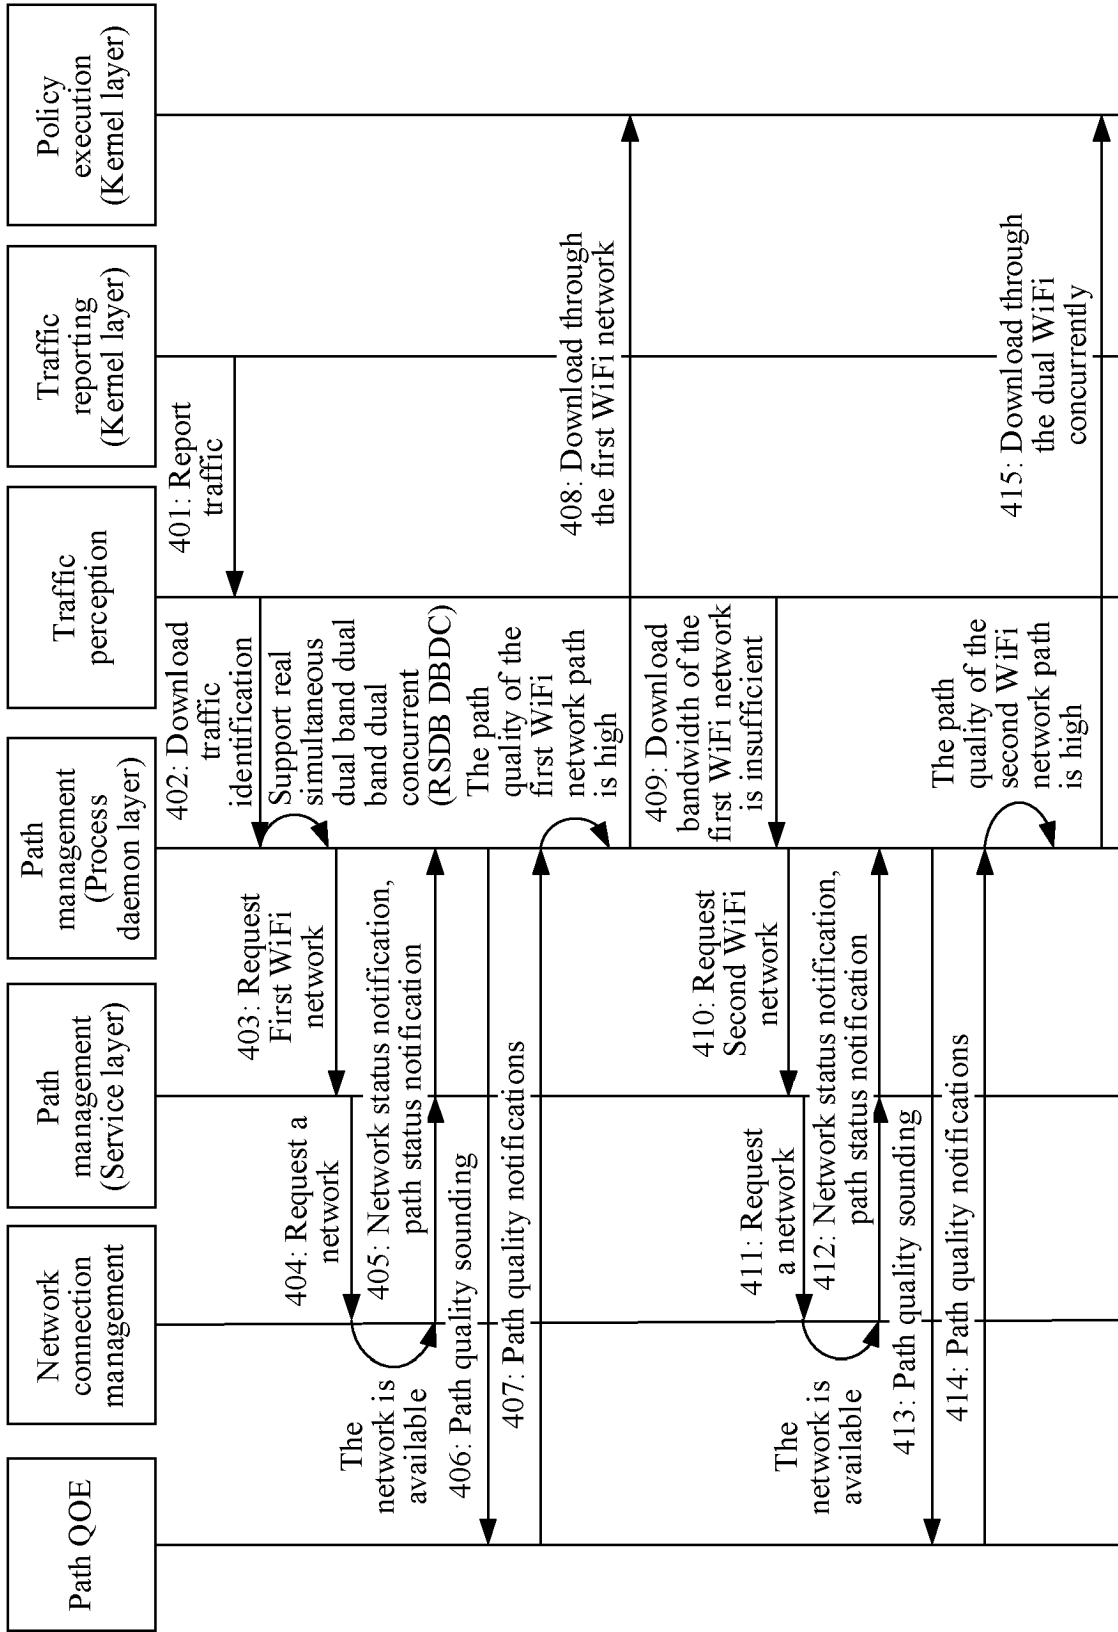 Path QOE
Network
connection
management
Path
management
(Service layer)
Path
management
(Process
daemon layer)
Traffic
perception
Traffic
reporting
(Kernel layer)
Policy
execution
(Kernel layer)
401: Report
traffic
402: Download
traffic
identification
Support real
simultaneous
dual band dual
band dual
concurrent
(RSDB DBDC)
403: Request
First WiFi
network
404: Request a
network
The
network is
available
405: Network status notification,
path status notification
406: Path quality sounding
407: Path quality notifications
The path
quality of the
first WiFi
network path
is high
408: Download through
the first WiFi network
409: Download
bandwidth of the
first WiFi network
is insufficient
410: Request
Second WiFi
network
411: Request
a network
The
network is
available
412: Network status notification,
path status notification
413: Path quality sounding
414: Path quality notifications
The path
quality of the
second WiFi
network path
is high
415: Download through
the dual WiFi
concurrently